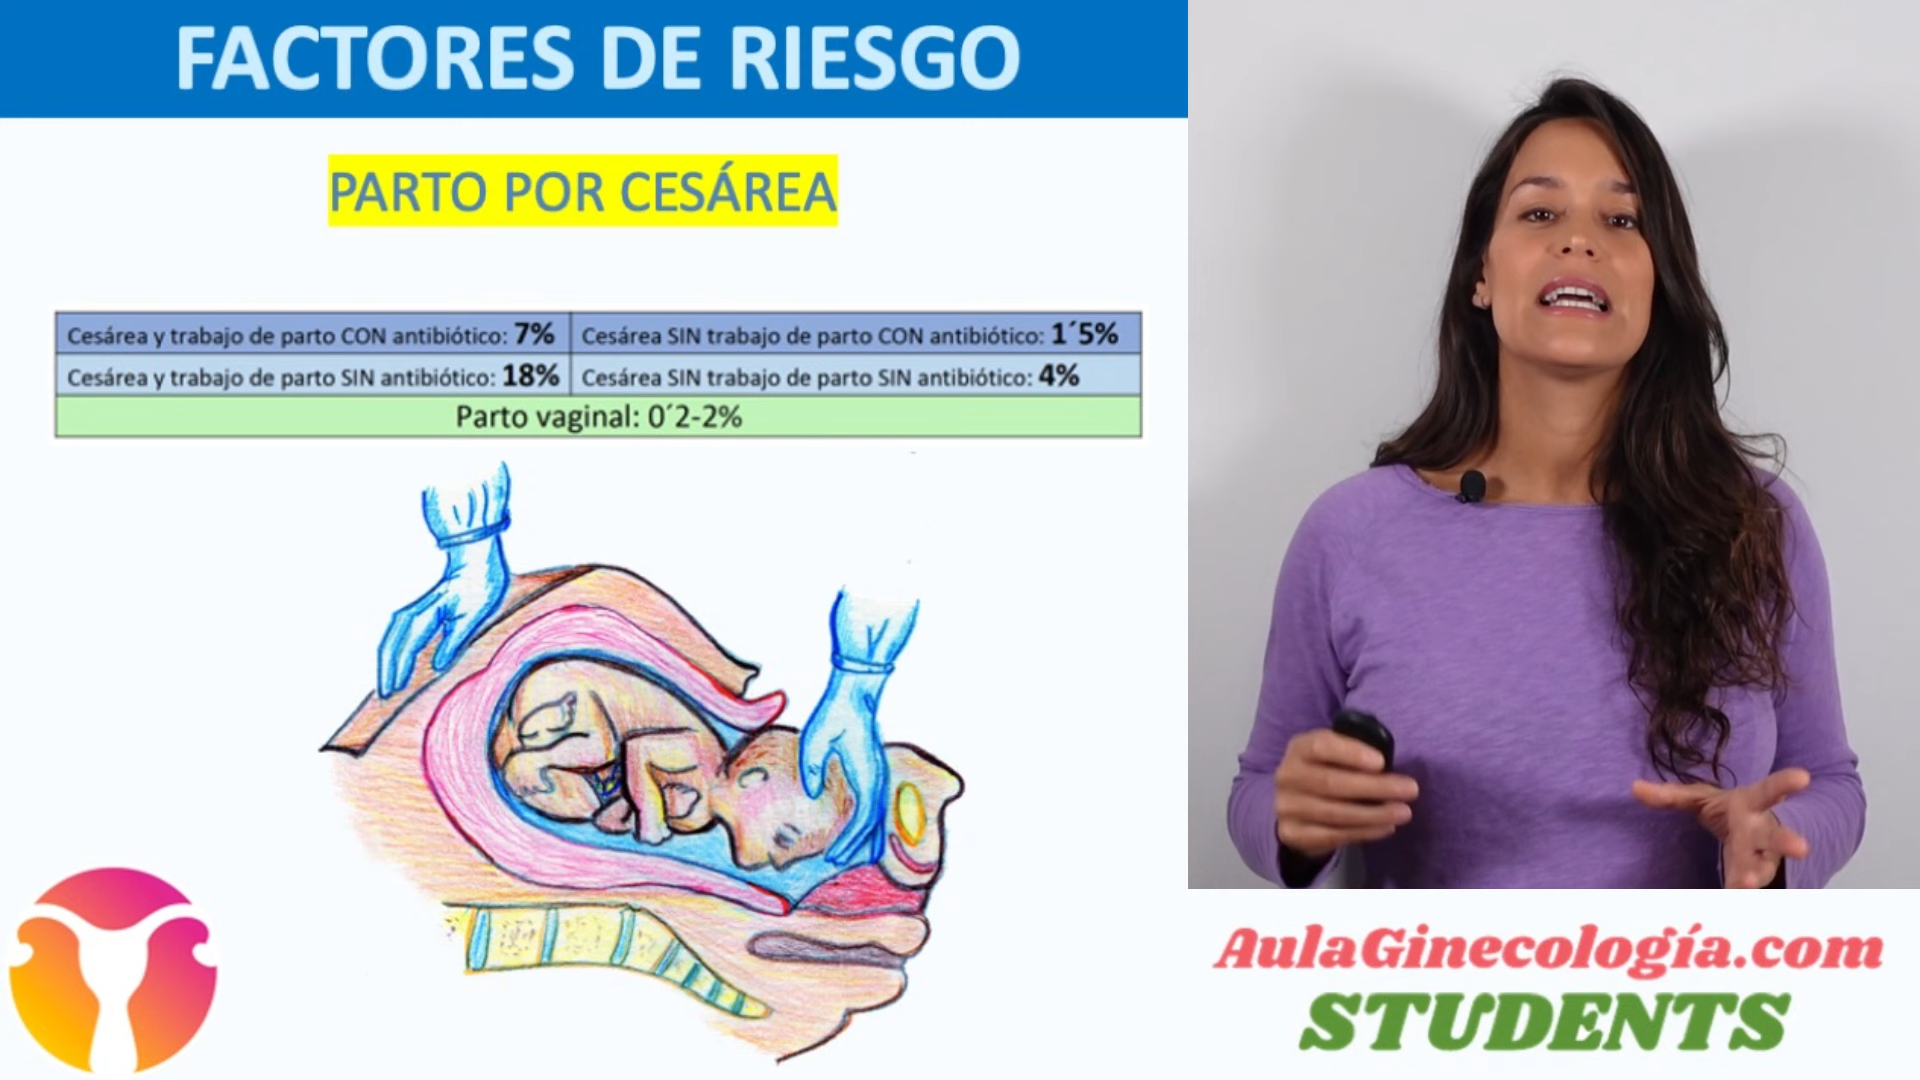 FACTORES DE RIESGO
PARTO POR CESÁREA
Cesárea y trabajo de parto CON antibiótico: 7%
Cesárea SIN trabajo de parto CON antibiótico: 1´5%
Cesárea y trabajo de parto SIN antibiótico: 18%
Cesárea SIN trabajo de parto SIN antibiótico: 4%
Parto vaginal: 0´2-2%
AulaGinecología.com
STUDENTS